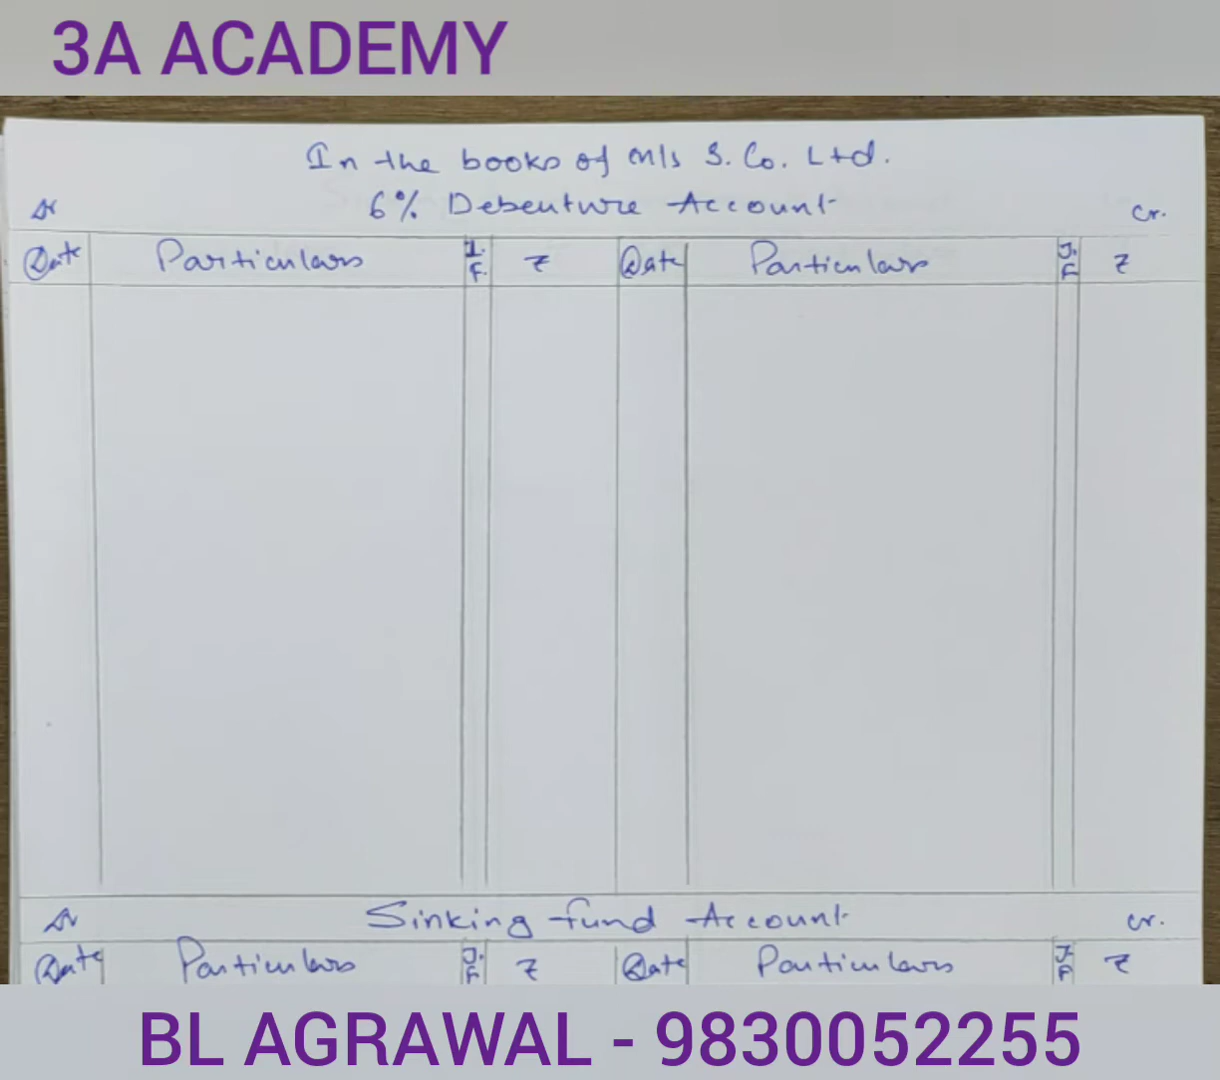 3A ACADEMY
In the books of M/s S. Co. Ltd.
Dr 6% Debenture Account Cr.
Date Particulars J.F. ₹ Date Particulars J.F. ₹
Dr Sinking fund Account Cr.
Date Particulars J.F. ₹ Date Particulars J.F. ₹
BL AGRAWAL - 9830052255